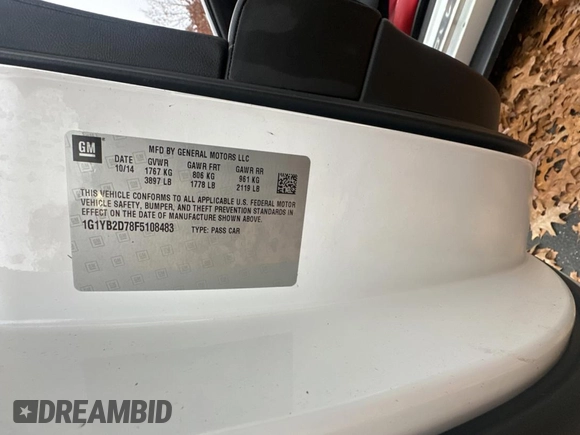 GM
MFD BY GENERAL MOTORS LLC
DATE GVWR GAWR FRT GAWR RR
10/14 1767 KG 806 KG 961 KG
3897 LB 1778 LB 2119 LB
THIS VEHICLE CONFORMS TO ALL APPLICABLE U.S. FEDERAL MOTOR
VEHICLE SAFETY, BUMPER, AND THEFT PREVENTION STANDARDS IN
EFFECT ON THE DATE OF MANUFACTURE SHOWN ABOVE.
1G1YB2D78F5108483 TYPE: PASS CAR
DREAMBID